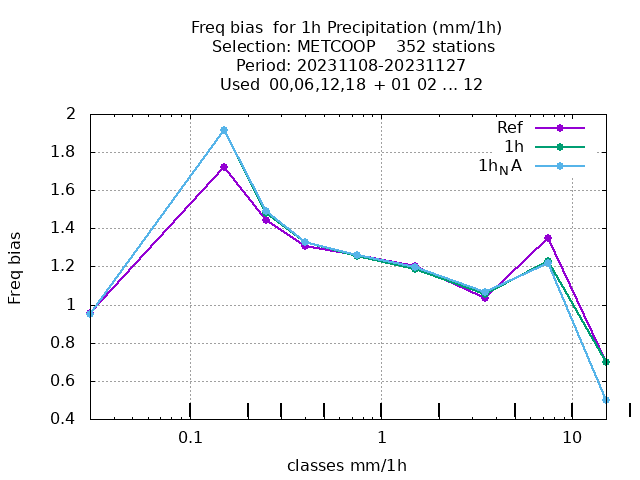 Freq bias  for 1h Precipitation (mm/1h)
Selection: METCOOP    352 stations
Period: 20231108-20231127
Used  00,06,12,18  + 01 02 ... 12
Ref
1h
1h_N A
2
1.8
1.6
1.4
1.2
1
0.8
0.6
0.4
Freq bias
0.1
1
10
classes mm/1h